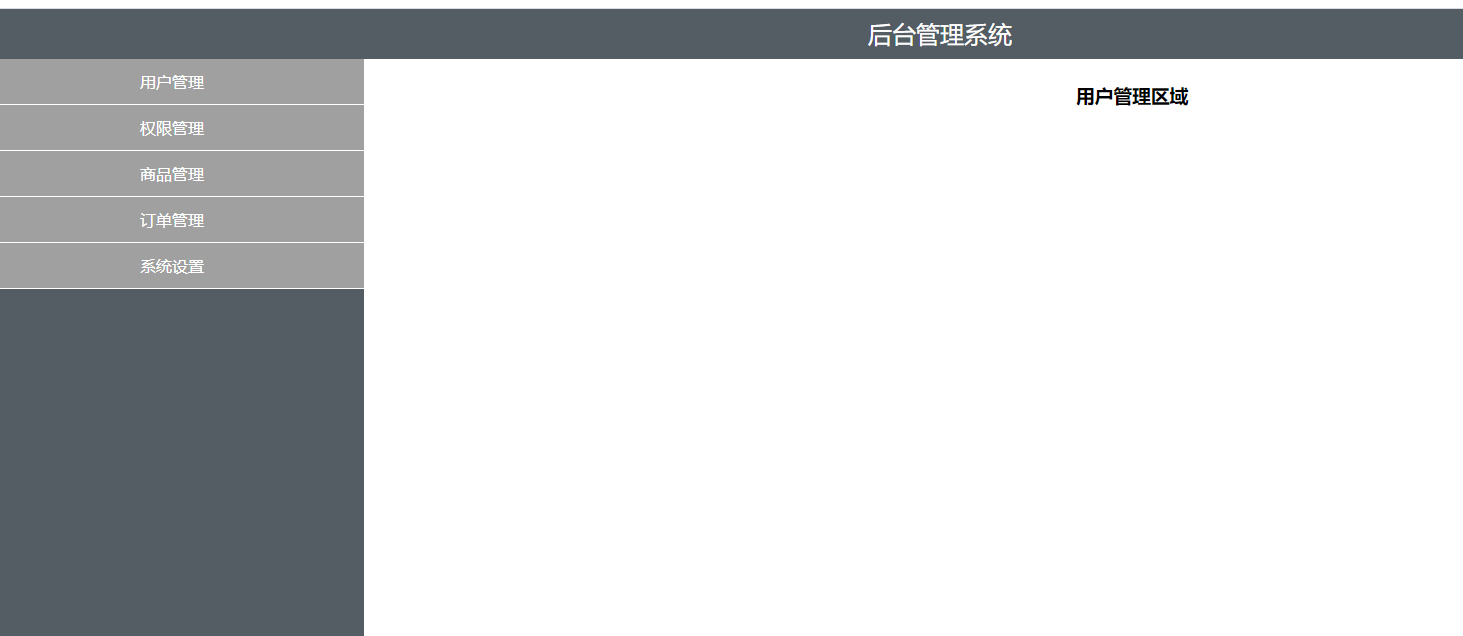 后台管理系统
用户管理
权限管理
商品管理
订单管理
系统设置
用户管理区域